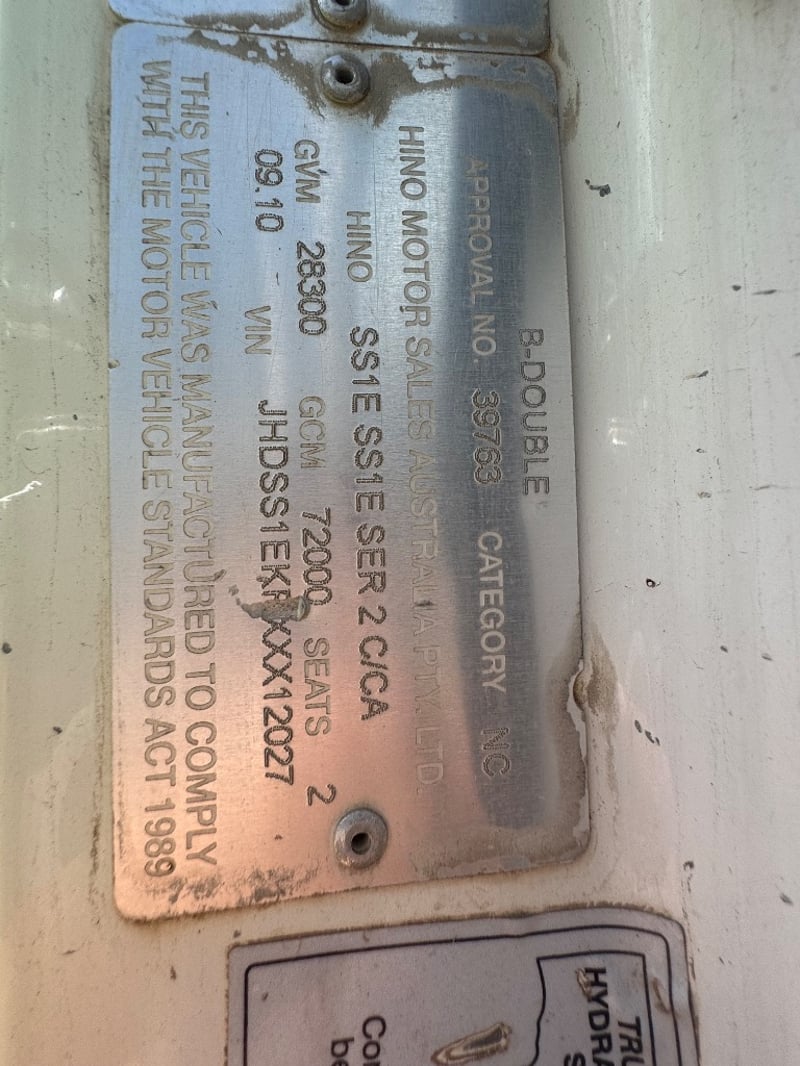 B-DOUBLE
APPROVAL NO. 39763 CATEGORY NC
HINO MOTOR SALES AUSTRALIA PTY. LTD.
HINO SS1E SS1E SER 2 C/CA
GVM 28300 GCM 72000 SEATS 2
09.10 VIN JHDSS1EKPXXX12027
THIS VEHICLE WAS MANUFACTURED TO COMPLY
WITH THE MOTOR VEHICLE STANDARDS ACT 1989